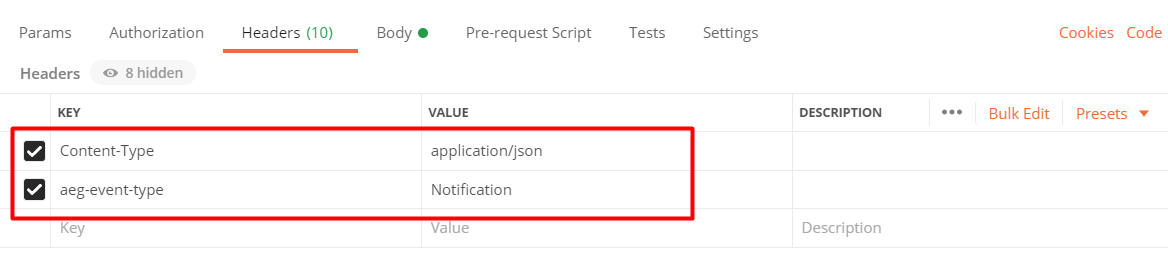 Params Authorization Headers (10) Body Pre-request Script Tests Settings Cookies Code
Headers 8 hidden
KEY VALUE DESCRIPTION ••• Bulk Edit Presets
Content-Type application/json
aeg-event-type Notification
Key Value Description